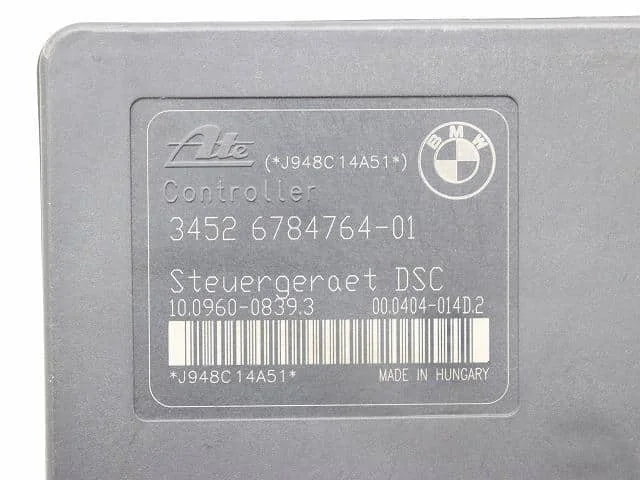 Ate (*J948C14A51*) BMW
Controller
3452 6784764-01
Steuergeraet DSC
10.0960-0839.3 00.0404-014D.2
*J948C14A51* MADE IN HUNGARY